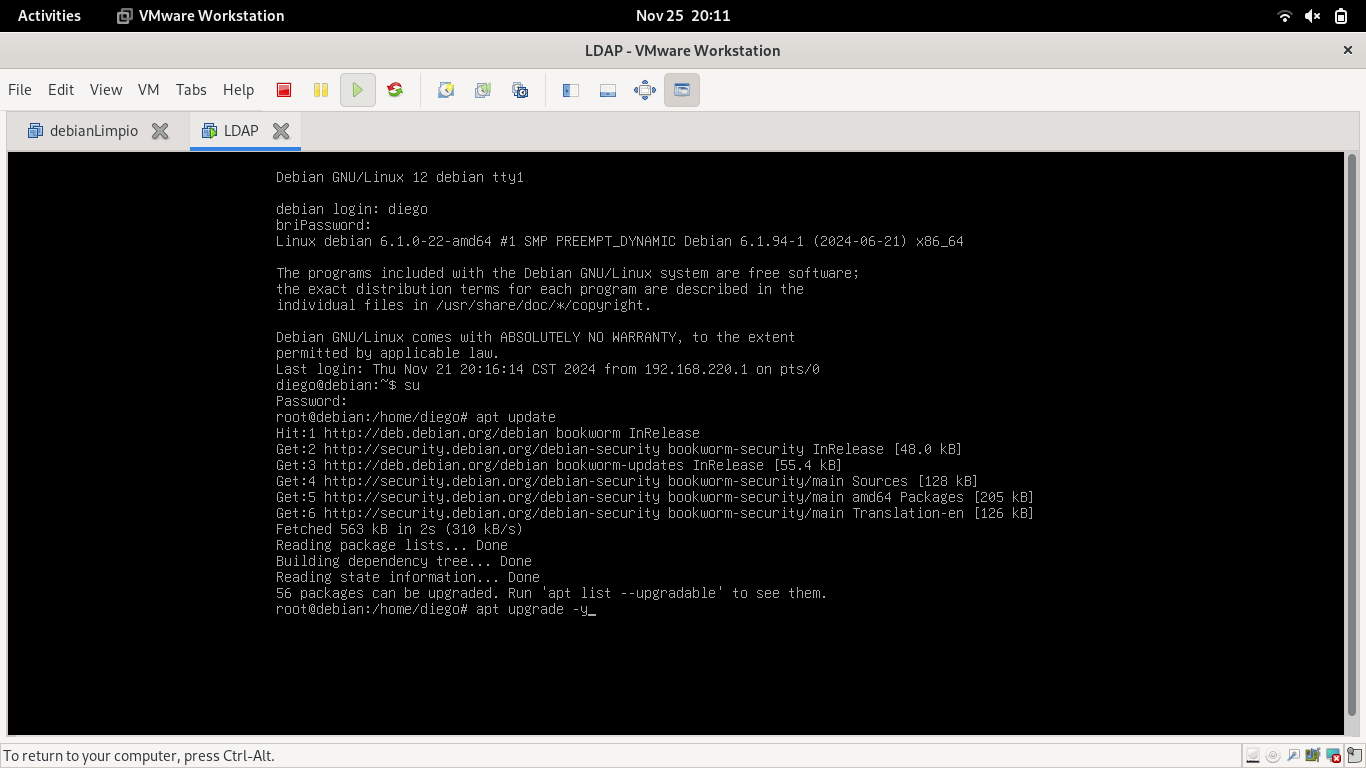 Activities VMware Workstation Nov 25 20:11
LDAP - VMware Workstation
File Edit View VM Tabs Help
debianLimpio LDAP
Debian GNU/Linux 12 debian tty1
debian login: diego
briPassword:
Linux debian 6.1.0-22-amd64 #1 SMP PREEMPT_DYNAMIC Debian 6.1.94-1 (2024-06-21) x86_64
The programs included with the Debian GNU/Linux system are free software;
the exact distribution terms for each program are described in the
individual files in /usr/share/doc/*/copyright.
Debian GNU/Linux comes with ABSOLUTELY NO WARRANTY, to the extent
permitted by applicable law.
Last login: Thu Nov 21 20:16:14 CST 2024 from 192.168.220.1 on pts/0
diego@debian:~$ su
Password:
root@debian:/home/diego# apt update
Hit:1 http://deb.debian.org/debian bookworm InRelease
Get:2 http://security.debian.org/debian-security bookworm-security InRelease [48.0 kB]
Get:3 http://deb.debian.org/debian bookworm-updates InRelease [55.4 kB]
Get:4 http://security.debian.org/debian-security bookworm-security/main Sources [128 kB]
Get:5 http://security.debian.org/debian-security bookworm-security/main amd64 Packages [205 kB]
Get:6 http://security.debian.org/debian-security bookworm-security/main Translation-en [126 kB]
Fetched 563 kB in 2s (310 kB/s)
Reading package lists... Done
Building dependency tree... Done
Reading state information... Done
56 packages can be upgraded. Run 'apt list --upgradable' to see them.
root@debian:/home/diego# apt upgrade -y_
To return to your computer, press Ctrl-Alt.